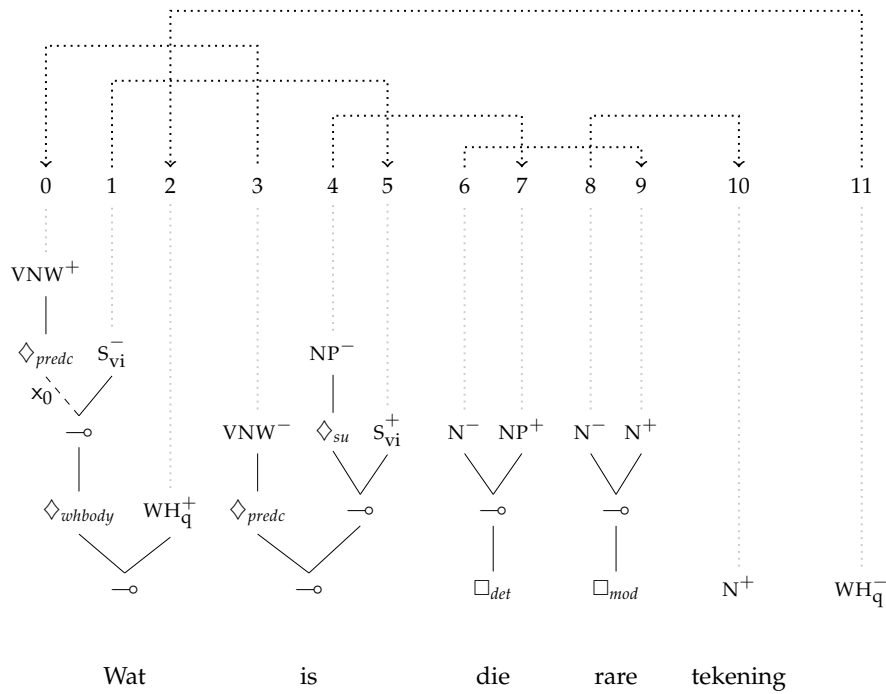 0 1 2 3 4 5 6 7 8 9 10 11
VNW⁺
◇predc S⁻vi NP⁻
x₀
⊸ VNW⁻ ◇su S⁺vi N⁻ NP⁺ N⁻ N⁺
◇whbody WH⁺q ◇predc ⊸ ⊸ ⊸
⊸ ⊸ □det □mod N⁺ WH⁻q
Wat is die rare tekening